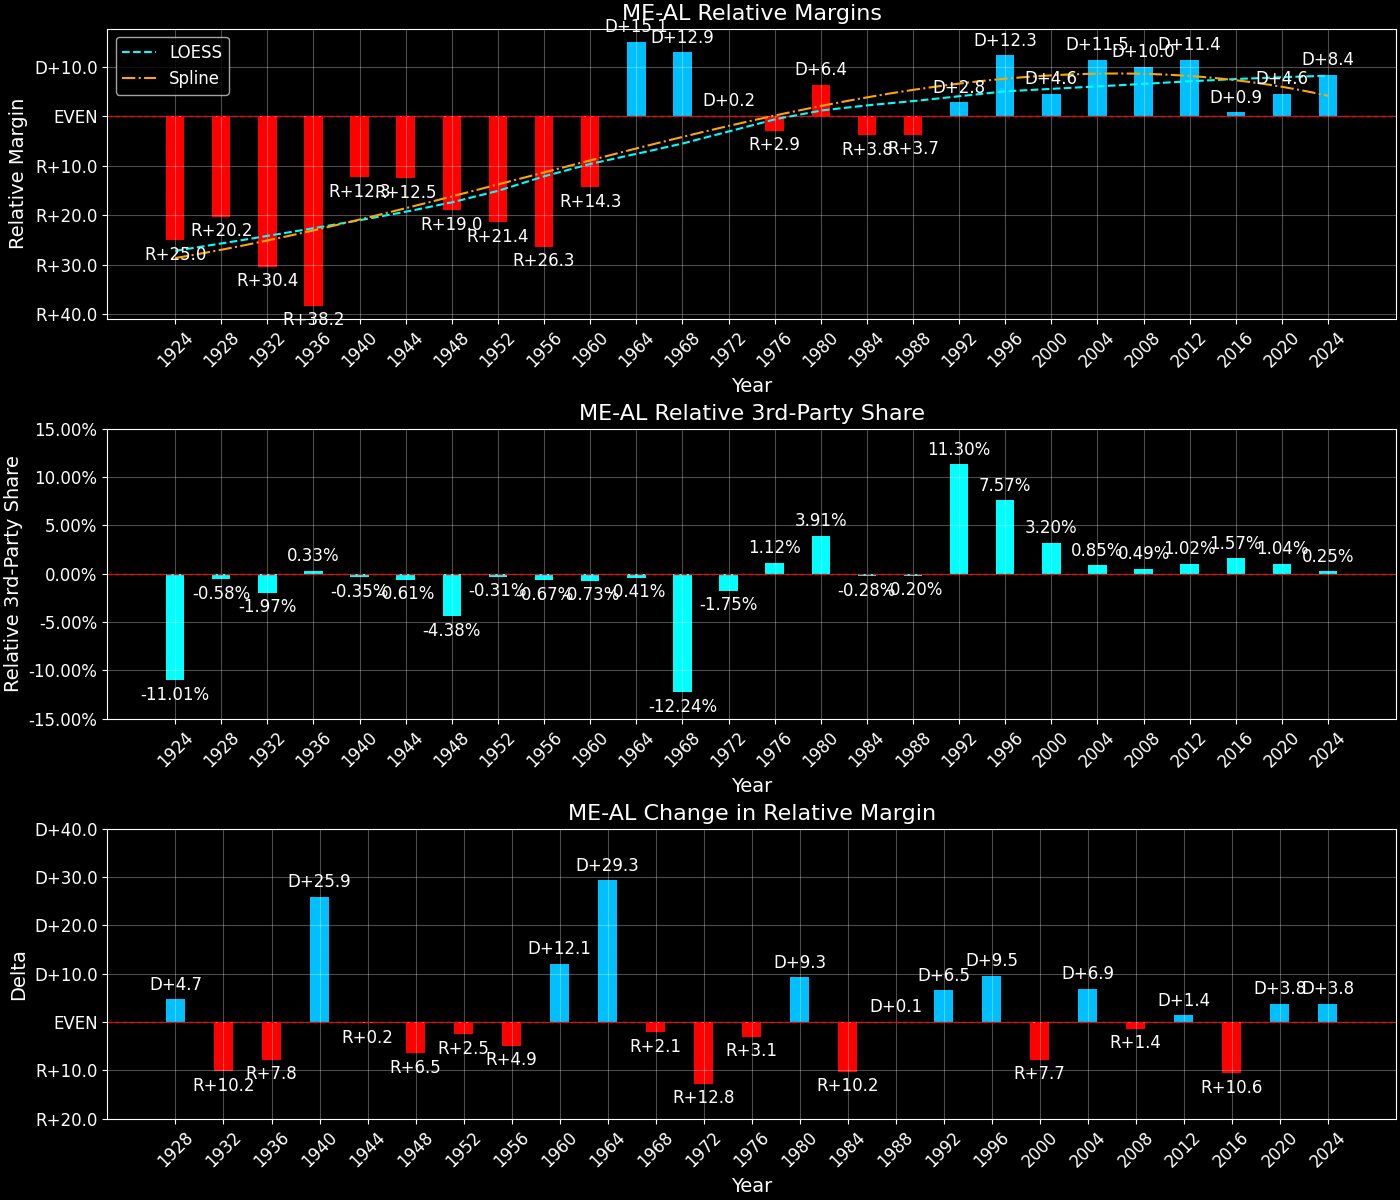 ME-AL Relative Margins
LOESS
Spline
Relative Margin
D+10.0
EVEN
R+10.0
R+20.0
R+30.0
R+40.0
R+25.0
R+20.2
R+30.4
R+38.2
R+12.3
R+12.5
R+19.0
R+21.4
R+26.3
R+14.3
D+15.1
D+12.9
D+0.2
R+2.9
D+6.4
R+3.8
R+3.7
D+2.8
D+12.3
D+4.6
D+11.5
D+10.0
D+11.4
D+0.9
D+4.6
D+8.4
1924 1928 1932 1936 1940 1944 1948 1952 1956 1960 1964 1968 1972 1976 1980 1984 1988 1992 1996 2000 2004 2008 2012 2016 2020 2024
Year
ME-AL Relative 3rd-Party Share
Relative 3rd-Party Share
15.00%
10.00%
5.00%
0.00%
-5.00%
-10.00%
-15.00%
-11.01%
-0.58%
-1.97%
0.33%
-0.35%
-0.61%
-4.38%
-0.31%
-0.67%
-0.73%
-0.41%
-12.24%
-1.75%
1.12%
3.91%
-0.28%
-0.20%
11.30%
7.57%
3.20%
0.85%
0.49%
1.02%
1.57%
1.04%
0.25%
1924 1928 1932 1936 1940 1944 1948 1952 1956 1960 1964 1968 1972 1976 1980 1984 1988 1992 1996 2000 2004 2008 2012 2016 2020 2024
Year
ME-AL Change in Relative Margin
Delta
D+40.0
D+30.0
D+20.0
D+10.0
EVEN
R+10.0
R+20.0
D+4.7
R+10.2
R+7.8
D+25.9
R+0.2
R+6.5
R+2.5
R+4.9
D+12.1
D+29.3
R+2.1
R+12.8
R+3.1
D+9.3
R+10.2
D+0.1
D+6.5
D+9.5
R+7.7
D+6.9
R+1.4
D+1.4
R+10.6
D+3.8
D+3.8
1928 1932 1936 1940 1944 1948 1952 1956 1960 1964 1968 1972 1976 1980 1984 1988 1992 1996 2000 2004 2008 2012 2016 2020 2024
Year